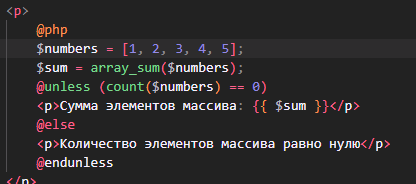 <p>
@php
$numbers = [1, 2, 3, 4, 5];
$sum = array_sum($numbers);
@unless (count($numbers) == 0)
<p>Сумма элементов массива: {{ $sum }}</p>
@else
<p>Количество элементов массива равно нулю</p>
@endunless
</p>